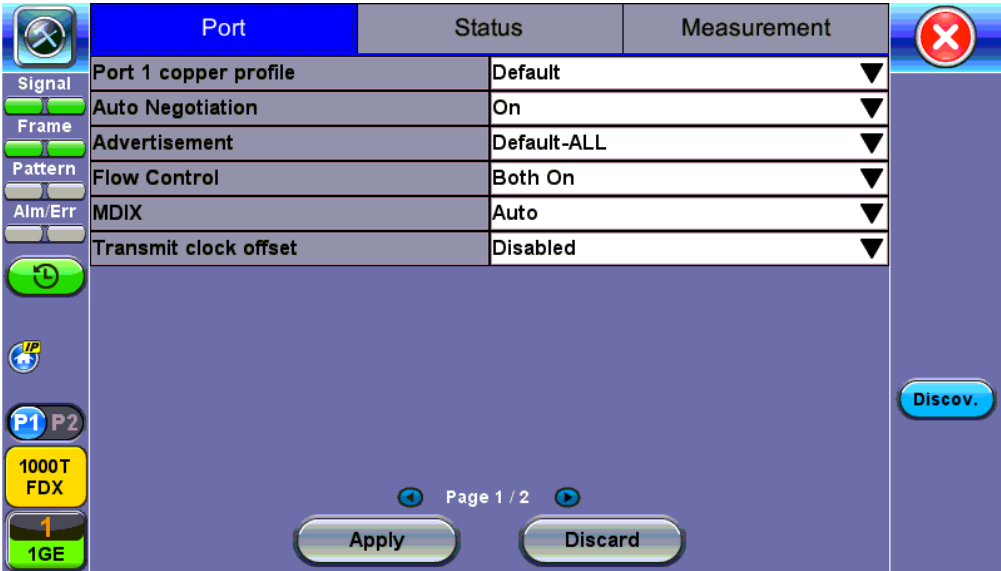 Port
Status
Measurement
Signal
Frame
Pattern
Alm/Err
Port 1 copper profile
Default
Auto Negotiation
On
Advertisement
Default-ALL
Flow Control
Both On
MDIX
Auto
Transmit clock offset
Disabled
IP
P1 P2
1000T
FDX
1
1GE
Discov.
Page 1 / 2
Apply
Discard